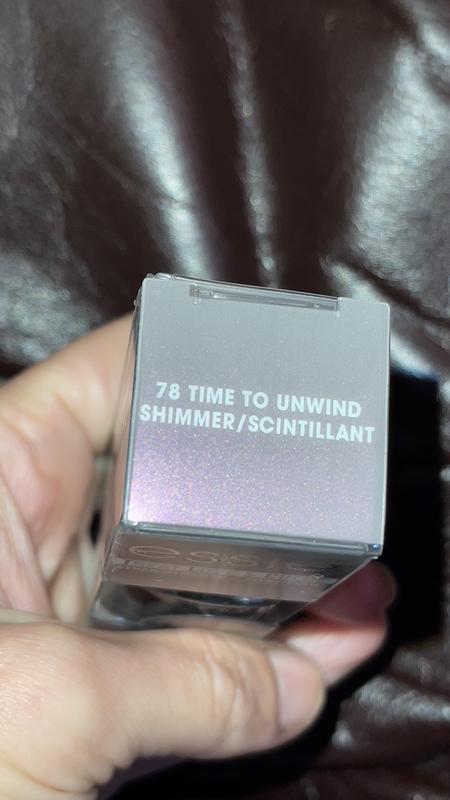 78 TIME TO UNWIND
SHIMMER/SCINTILLANT
essie